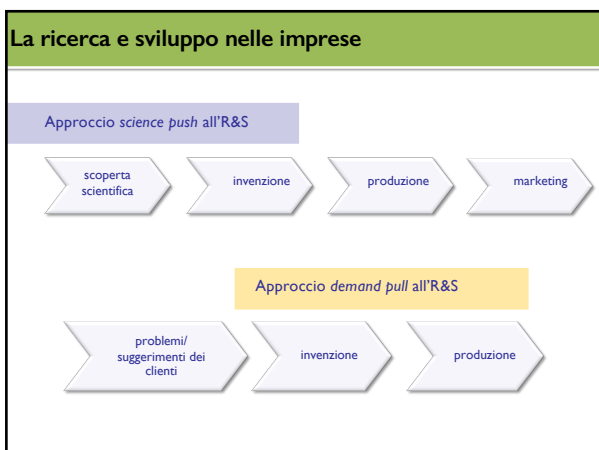 La ricerca e sviluppo nelle imprese
Approccio science push all'R&S
scoperta
scientifica
invenzione
produzione
marketing
Approccio demand pull all'R&S
problemi/
suggerimenti dei
clienti
invenzione
produzione